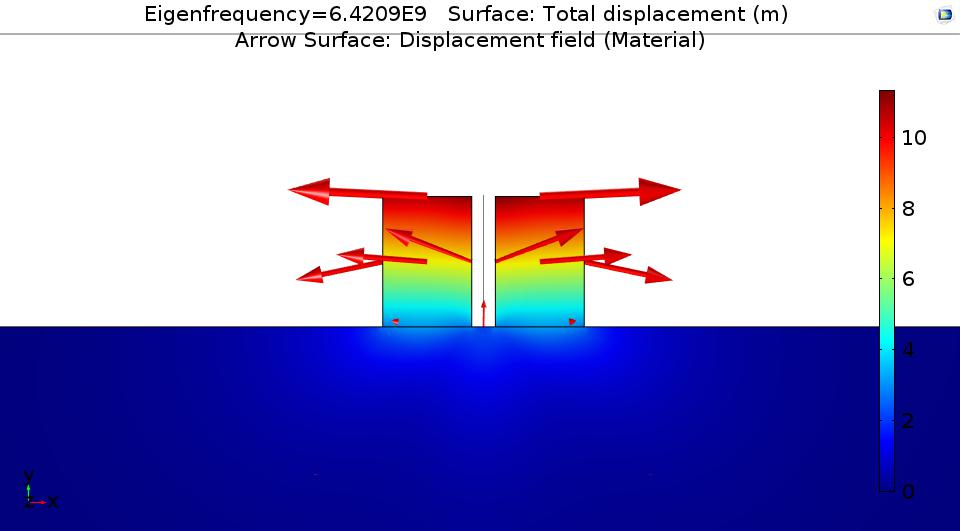 Eigenfrequency=6.4209E9   Surface: Total displacement (m)
Arrow Surface: Displacement field (Material)
10
8
6
4
2
0
y
z x